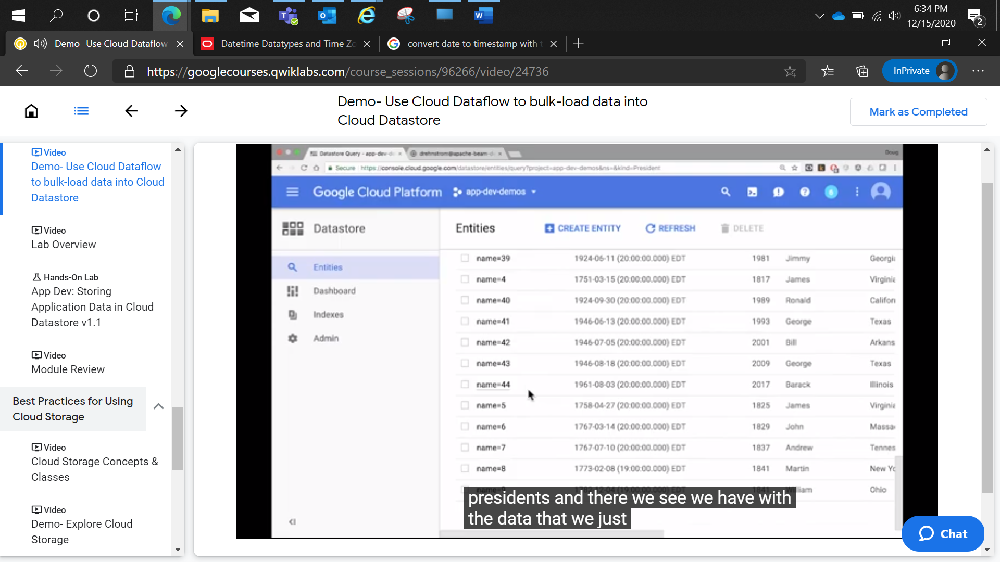 6:34 PM
12/15/2020
2
Demo- Use Cloud Dataflow
Datetime Datatypes and Time Zo
convert date to timestamp with t
https://googlecourses.qwiklabs.com/course_sessions/96266/video/24736
InPrivate
Demo- Use Cloud Dataflow to bulk-load data into
Cloud Datastore
Mark as Completed
Video
Demo- Use Cloud Dataflow
to bulk-load data into Cloud
Datastore
Video
Lab Overview
Hands-On Lab
App Dev: Storing
Application Data in Cloud
Datastore v1.1
Video
Module Review
Best Practices for Using
Cloud Storage
Video
Cloud Storage Concepts &
Classes
Video
Demo- Explore Cloud
Storage
Datastore Query - app-dev-d
drehnstrom@apache-beam-d
Doug
Secure https://console.cloud.google.com/datastore/entities/query?project=app-dev-demos&ns=&kind=President
Google Cloud Platform app-dev-demos 6
Datastore
Entities
Dashboard
Indexes
Admin
Entities CREATE ENTITY REFRESH DELETE
name=39 1924-06-11 (20:00:00.000) EDT 1981 Jimmy Georgi
name=4 1751-03-15 (20:00:00.000) EDT 1817 James Virginia
name=40 1924-09-30 (20:00:00.000) EDT 1989 Ronald Califor
name=41 1946-06-13 (20:00:00.000) EDT 1993 George Texas
name=42 1946-07-05 (20:00:00.000) EDT 2001 Bill Arkans
name=43 1946-08-18 (20:00:00.000) EDT 2009 George Texas
name=44 1961-08-03 (20:00:00.000) EDT 2017 Barack Illinois
name=5 1758-04-27 (20:00:00.000) EDT 1825 James Virginia
name=6 1767-03-14 (20:00:00.000) EDT 1829 John Massa
name=7 1767-07-10 (20:00:00.000) EDT 1837 Andrew Tennes
name=8 1773-02-08 (19:00:00.000) EDT 1841 Martin New Yo
Ohio
presidents and there we see we have with
the data that we just
Chat